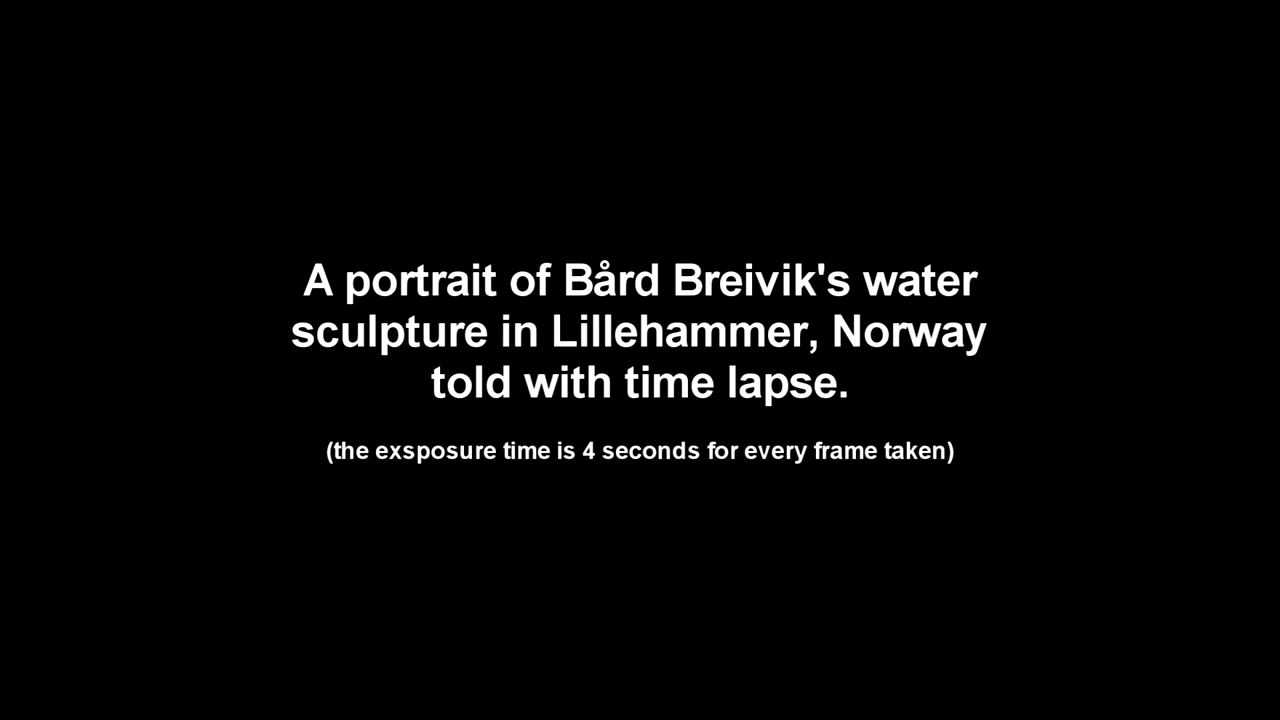 A portrait of Bård Breivik's water
sculpture in Lillehammer, Norway
told with time lapse.
(the exsposure time is 4 seconds for every frame taken)